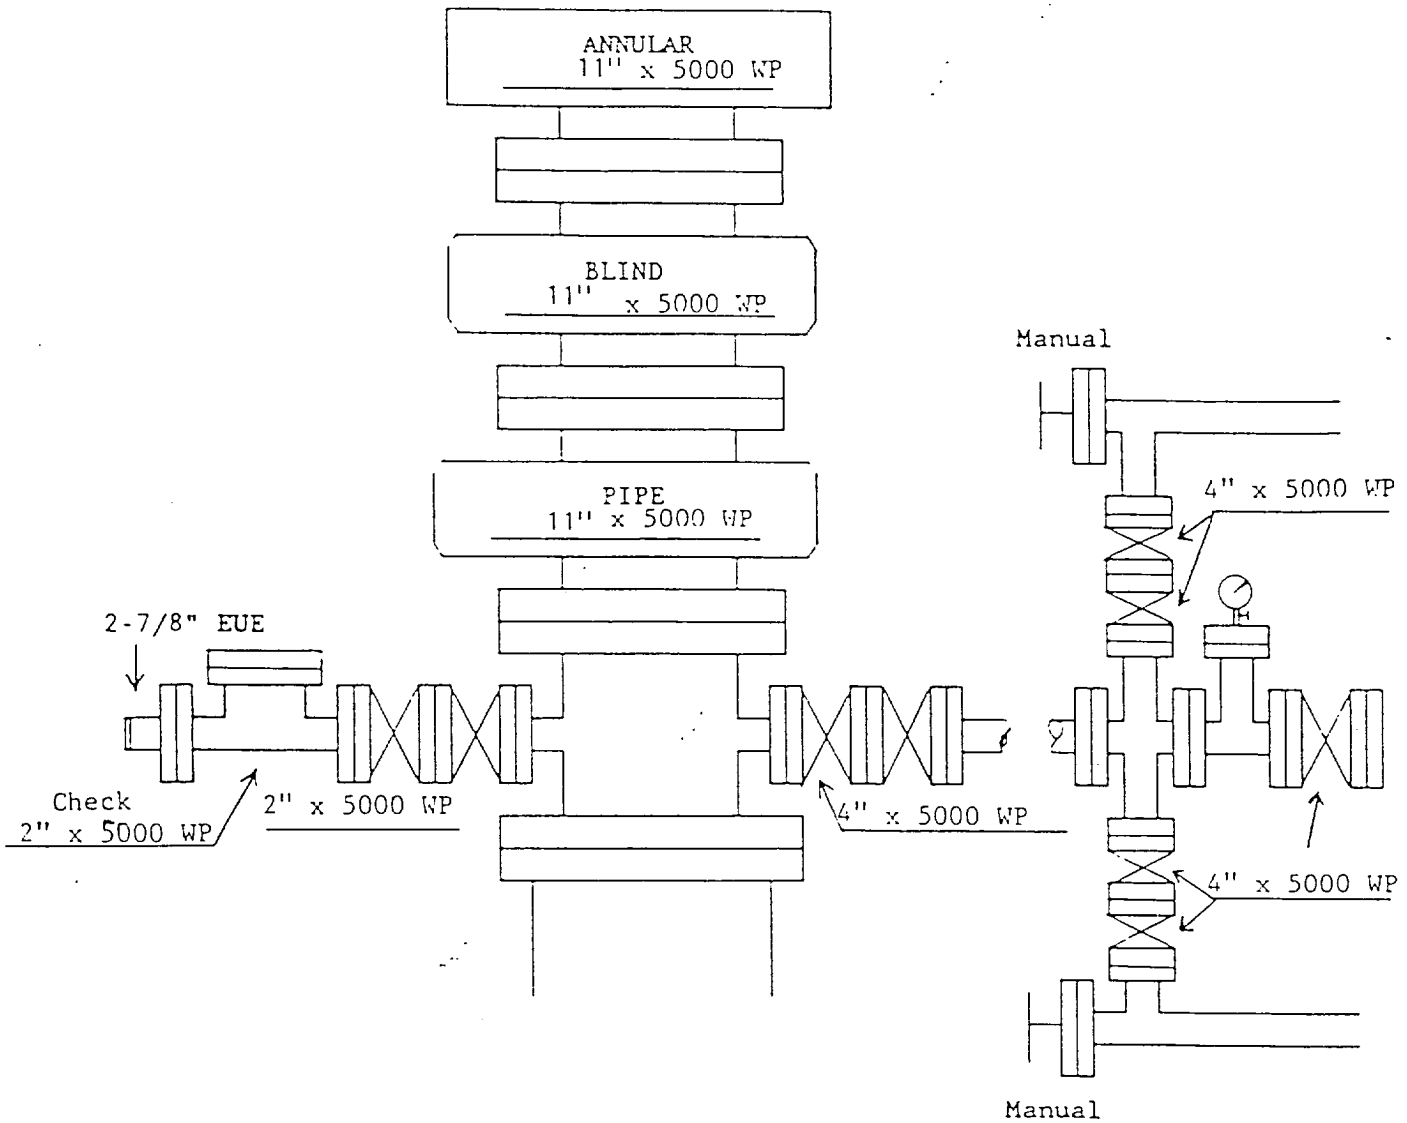 ANNULAR
11" x 5000 WP
BLIND
11" x 5000 WP
Manual
PIPE
11" x 5000 WP
4" x 5000 WP
2-7/8" EUE
Check
2" x 5000 WP
2" x 5000 WP
4" x 5000 WP
4" x 5000 WP
Manual